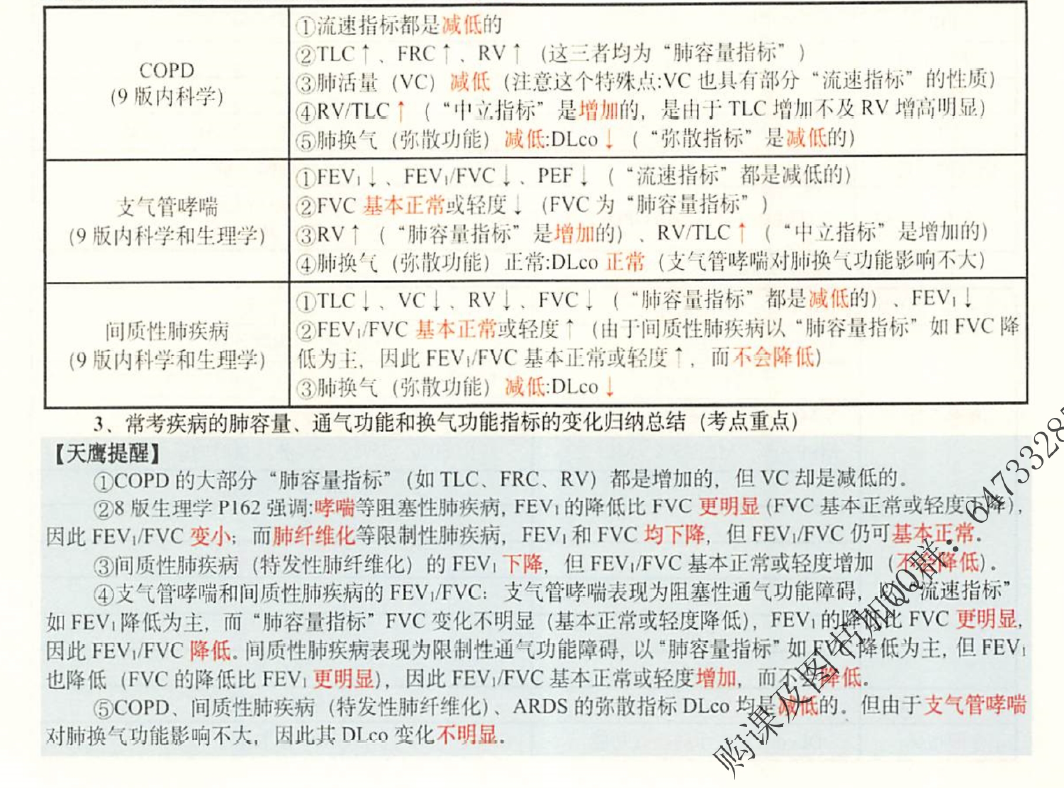 COPD
(9 版内科学)
①流速指标都是减低的
②TLC↑、FRC↑、RV↑（这三者均为“肺容量指标”）
③肺活量（VC）减低（注意这个特殊点:VC 也具有部分“流速指标”的性质）
④RV/TLC↑（“中立指标”是增加的，是由于 TLC 增加不及 RV 增高明显）
⑤肺换气（弥散功能）减低:DLco↓（“弥散指标”是减低的）
支气管哮喘
(9 版内科学和生理学)
①FEV₁↓、FEV₁/FVC↓、PEF↓（“流速指标”都是减低的）
②FVC 基本正常或轻度↓（FVC 为“肺容量指标”）
③RV↑（“肺容量指标”是增加的）、RV/TLC↑（“中立指标”是增加的）
④肺换气（弥散功能）正常:DLco 正常（支气管哮喘对肺换气功能影响不大）
间质性肺疾病
(9 版内科学和生理学)
①TLC↓、VC↓、RV↓、FVC↓（“肺容量指标”都是减低的）、FEV₁↓
②FEV₁/FVC 基本正常或轻度↑（由于间质性肺疾病以“肺容量指标”如 FVC 降
低为主，因此 FEV₁/FVC 基本正常或轻度↑，而不会降低）
③肺换气（弥散功能）减低:DLco↓
3、常考疾病的肺容量、通气功能和换气功能指标的变化归纳总结（考点重点）
【天鹰提醒】
①COPD 的大部分“肺容量指标”（如 TLC、FRC、RV）都是增加的，但 VC 却是减低的。
②8 版生理学 P162 强调:哮喘等阻塞性肺疾病, FEV₁ 的降低比 FVC 更明显 (FVC 基本正常或轻度下降)，
因此 FEV₁/FVC 变小；而肺纤维化等限制性肺疾病，FEV₁ 和 FVC 均下降，但 FEV₁/FVC 仍可基本正常。
③间质性肺疾病（特发性肺纤维化）的 FEV₁ 下降，但 FEV₁/FVC 基本正常或轻度增加（不会降低）。
④支气管哮喘和间质性肺疾病的 FEV₁/FVC：支气管哮喘表现为阻塞性通气功能障碍，以“流速指标”
如 FEV₁ 降低为主，而“肺容量指标”FVC 变化不明显（基本正常或轻度降低），FEV₁ 的降低比 FVC 更明显，
因此 FEV₁/FVC 降低。间质性肺疾病表现为限制性通气功能障碍，以“肺容量指标”如 FVC 降低为主，但 FEV₁
也降低（FVC 的降低比 FEV₁ 更明显），因此 FEV₁/FVC 基本正常或轻度增加，而不会降低。
⑤COPD、间质性肺疾病（特发性肺纤维化）、ARDS 的弥散指标 DLco 均是减低的。但由于支气管哮喘
对肺换气功能影响不大，因此其 DLco 变化不明显。